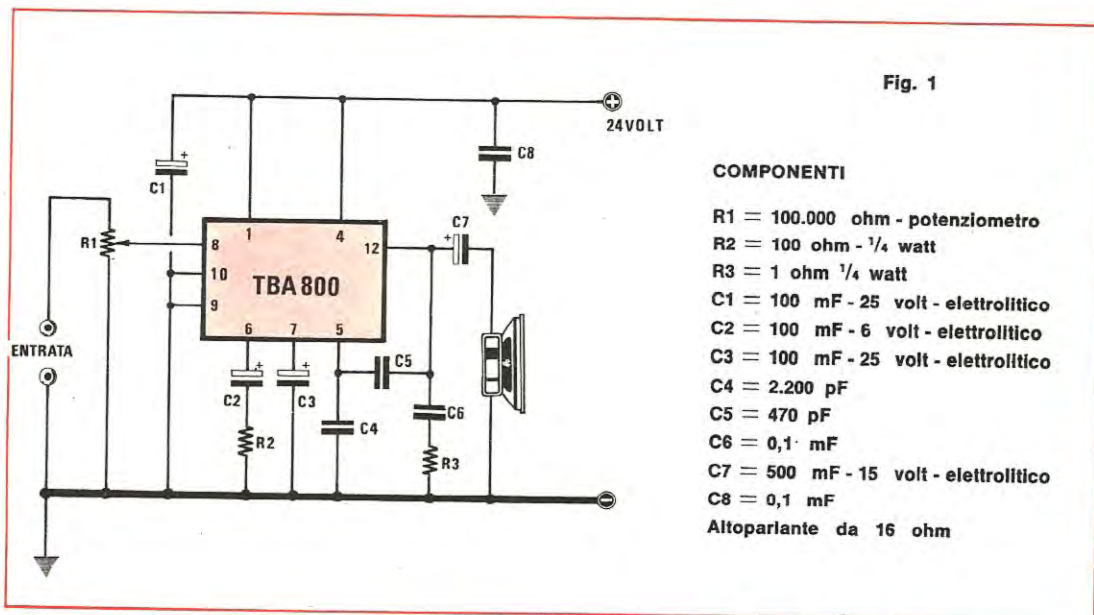 Fig. 1
24VOLT
C8
C1
C7
R1
8
1
4
12
10
TBA 800
9
6
7
5
ENTRATA
C5
C2
C3
C4
C6
R2
R3
COMPONENTI
R1 = 100.000 ohm - potenziometro
R2 = 100 ohm - 1/4 watt
R3 = 1 ohm 1/4 watt
C1 = 100 mF - 25 volt - elettrolitico
C2 = 100 mF - 6 volt - elettrolitico
C3 = 100 mF - 25 volt - elettrolitico
C4 = 2.200 pF
C5 = 470 pF
C6 = 0,1 mF
C7 = 500 mF - 15 volt - elettrolitico
C8 = 0,1 mF
Altoparlante da 16 ohm